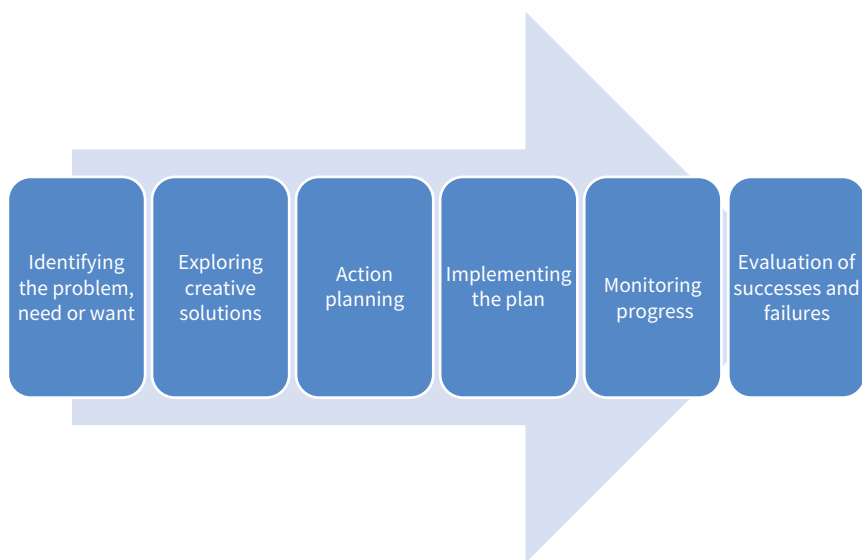 Identifying
the problem,
need or want
Exploring
creative
solutions
Action
planning
Implementing
the plan
Monitoring
progress
Evaluation of
successes and
failures